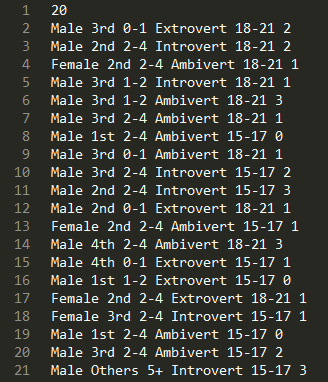 1 20
2 Male 3rd 0-1 Extrovert 18-21 2
3 Male 2nd 2-4 Introvert 18-21 2
4 Female 2nd 2-4 Ambivert 18-21 1
5 Male 3rd 1-2 Introvert 18-21 1
6 Male 3rd 1-2 Ambivert 18-21 3
7 Male 3rd 2-4 Ambivert 18-21 1
8 Male 1st 2-4 Ambivert 15-17 0
9 Male 3rd 0-1 Ambivert 18-21 1
10 Male 3rd 2-4 Introvert 15-17 2
11 Male 2nd 2-4 Introvert 15-17 3
12 Male 2nd 0-1 Extrovert 18-21 1
13 Female 2nd 2-4 Ambivert 15-17 1
14 Male 4th 2-4 Ambivert 18-21 3
15 Male 4th 0-1 Extrovert 15-17 1
16 Male 1st 1-2 Extrovert 15-17 0
17 Female 2nd 2-4 Extrovert 18-21 1
18 Female 3rd 2-4 Introvert 15-17 1
19 Male 1st 2-4 Ambivert 15-17 0
20 Male 3rd 2-4 Ambivert 15-17 2
21 Male Others 5+ Introvert 15-17 3